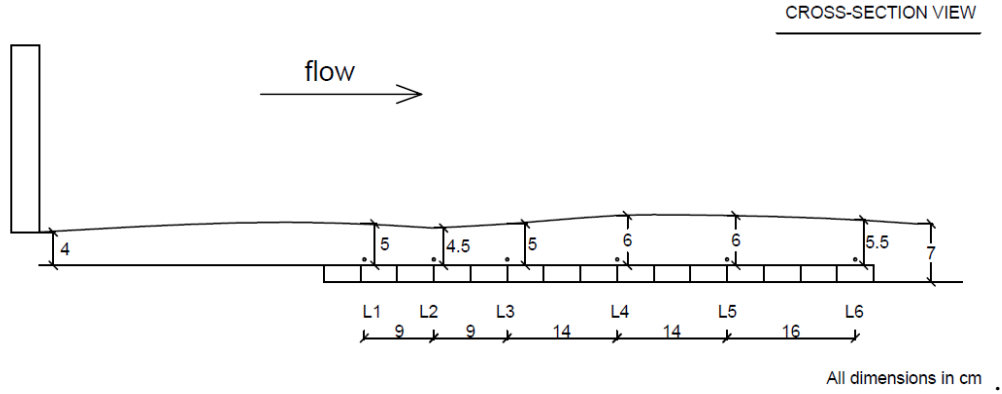 CROSS-SECTION VIEW
flow
4
5
4.5
5
6
6
5.5
7
L1 L2 L3 L4 L5 L6
9 9 14 14 16
All dimensions in cm .